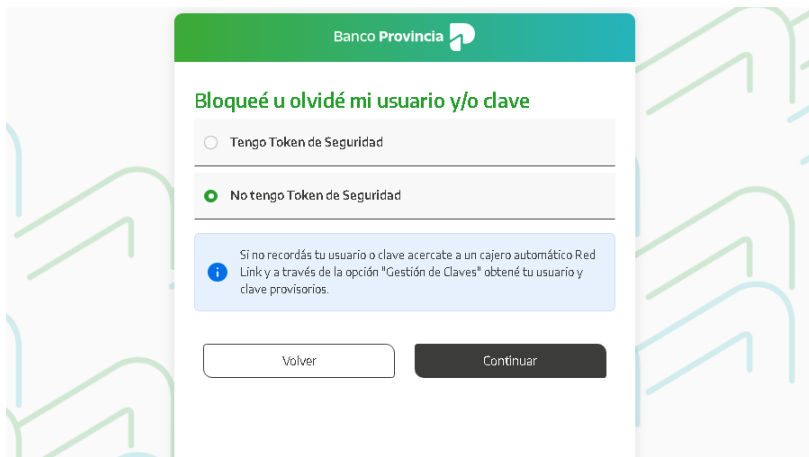 Banco Provincia
Bloqueé u olvidé mi usuario y/o clave
Tengo Token de Seguridad
No tengo Token de Seguridad
Si no recordás tu usuario o clave acercate a un cajero automático Red
Link y a través de la opción "Gestión de Claves" obtené tu usuario y
clave provisorios.
Volver
Continuar